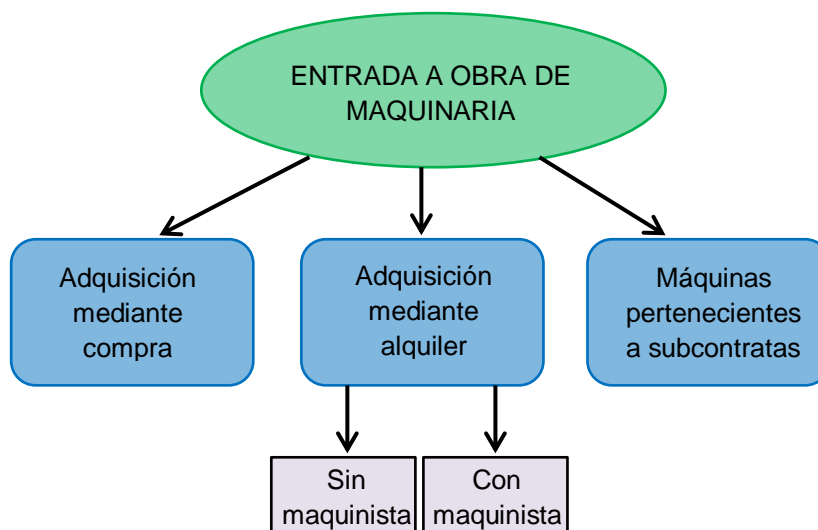 ENTRADA A OBRA DE
MAQUINARIA
Adquisición
mediante
compra
Adquisición
mediante
alquiler
Máquinas
pertenecientes
a subcontratas
Sin
maquinista
Con
maquinista